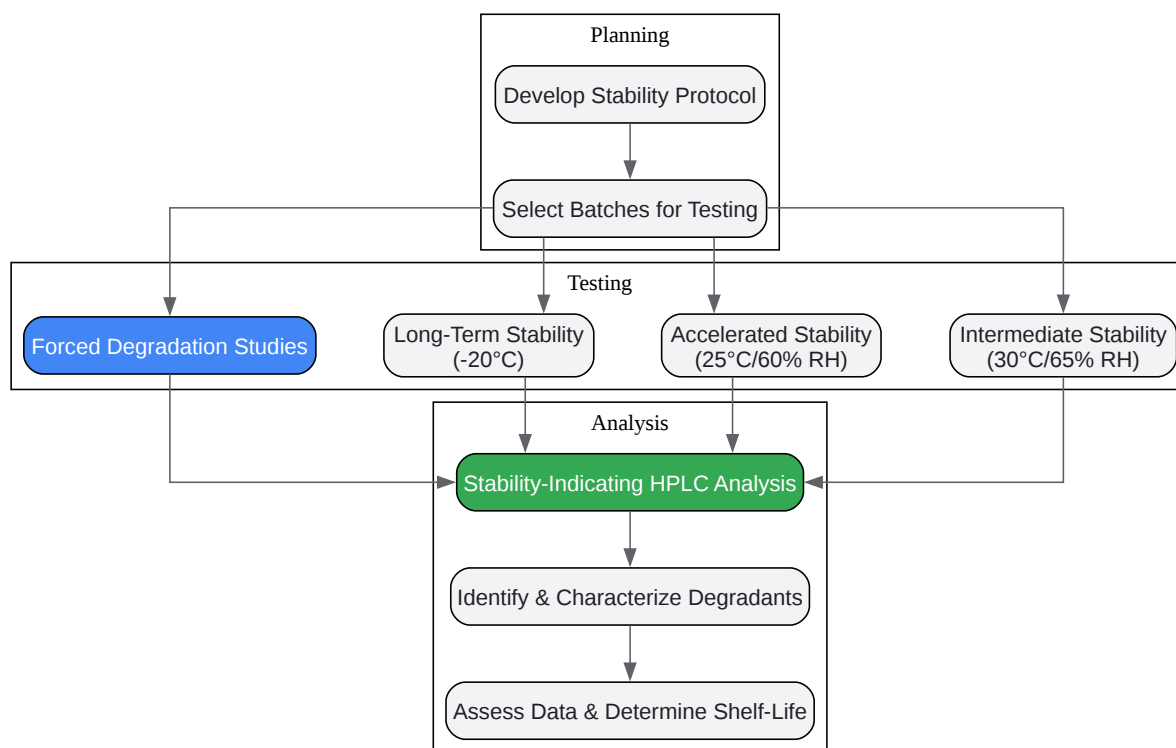 Planning
Develop Stability Protocol
Select Batches for Testing
Testing
Forced Degradation Studies
Long-Term Stability
(-20°C)
Accelerated Stability
(25°C/60% RH)
Intermediate Stability
(30°C/65% RH)
Analysis
Stability-Indicating HPLC Analysis
Identify & Characterize Degradants
Assess Data & Determine Shelf-Life